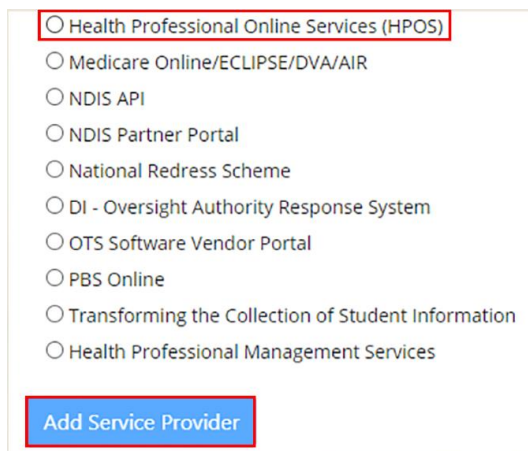 Health Professional Online Services (HPOS)
Medicare Online/ECLIPSE/DVA/AIR
NDIS API
NDIS Partner Portal
National Redress Scheme
DI - Oversight Authority Response System
OTS Software Vendor Portal
PBS Online
Transforming the Collection of Student Information
Health Professional Management Services
Add Service Provider